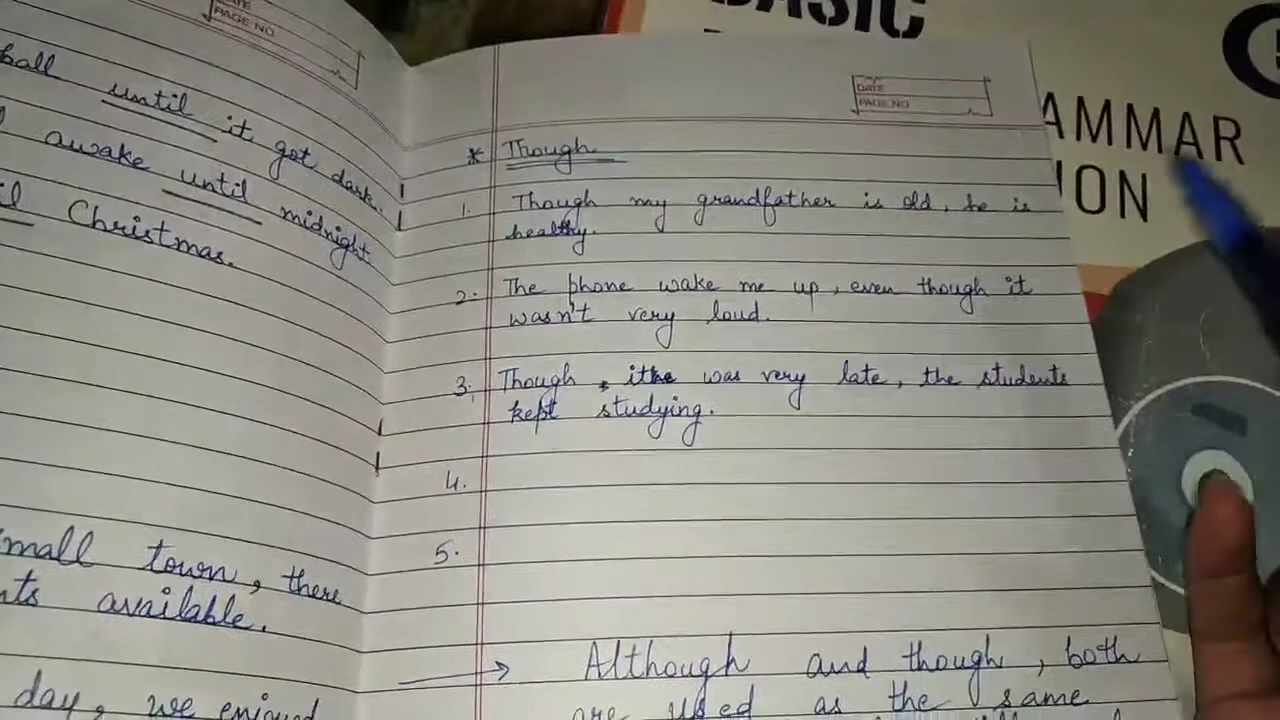 DATE
PAGE NO
ball until it got dark.
awake until midnight
Christmas.
small town, there
available.
day, we enjoyed
DATE
PAGE NO
* Though
1. Though my grandfather is old, he is
healthy.
2. The phone wake me up, even though it
wasn't very loud.
3. Though, it was very late, the students
kept studying.
4.
5.
→ Although and though, both
are used as the same
BASIC
GRAMMAR